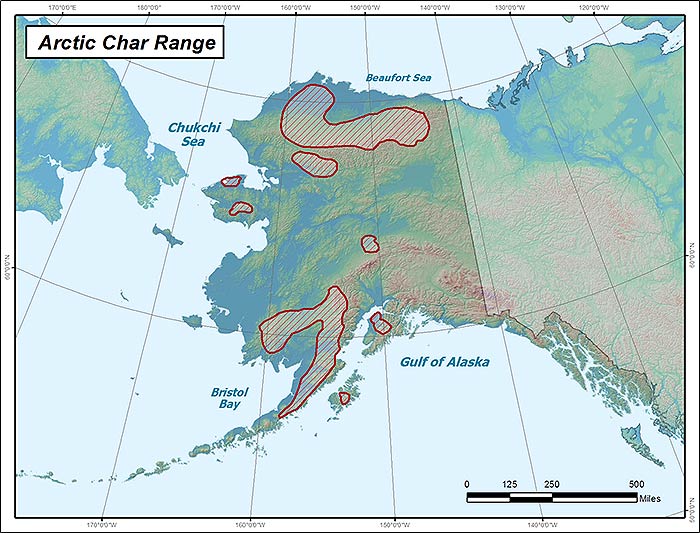 170°0'0"E
170°0'0"W
160°0'0"W
150°0'0"W
140°0'0"W
130°0'0"W
120°0'0"W
Arctic Char Range
Beaufort Sea
Chukchi
Sea
60°0'0"N
60°0'0"N
Gulf of Alaska
Bristol
Bay
0 125 250 500
Miles
50°0'0"N
170°0'0"W
160°0'0"W
150°0'0"W
140°0'0"W